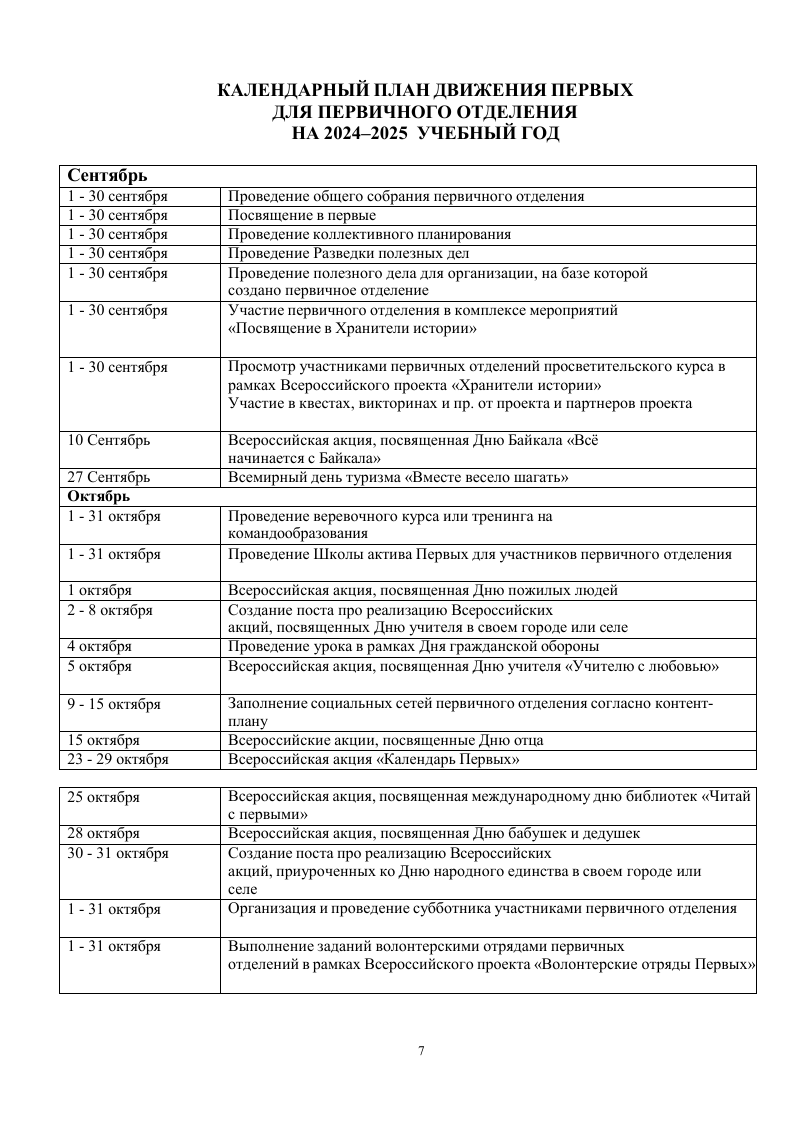 КАЛЕНДАРНЫЙ ПЛАН ДВИЖЕНИЯ ПЕРВЫХ
ДЛЯ ПЕРВИЧНОГО ОТДЕЛЕНИЯ
НА 2024–2025 УЧЕБНЫЙ ГОД
Сентябрь
1 - 30 сентября Проведение общего собрания первичного отделения
1 - 30 сентября Посвящение в первые
1 - 30 сентября Проведение коллективного планирования
1 - 30 сентября Проведение Разведки полезных дел
1 - 30 сентября Проведение полезного дела для организации, на базе которой
создано первичное отделение
1 - 30 сентября Участие первичного отделения в комплексе мероприятий
«Посвящение в Хранители истории»
1 - 30 сентября Просмотр участниками первичных отделений просветительского курса в
рамках Всероссийского проекта «Хранители истории»
Участие в квестах, викторинах и пр. от проекта и партнеров проекта
10 Сентябрь Всероссийская акция, посвященная Дню Байкала «Всё
начинается с Байкала»
27 Сентябрь Всемирный день туризма «Вместе весело шагать»
Октябрь
1 - 31 октября Проведение веревочного курса или тренинга на
командообразования
1 - 31 октября Проведение Школы актива Первых для участников первичного отделения
1 октября Всероссийская акция, посвященная Дню пожилых людей
2 - 8 октября Создание поста про реализацию Всероссийских
акций, посвященных Дню учителя в своем городе или селе
4 октября Проведение урока в рамках Дня гражданской обороны
5 октября Всероссийская акция, посвященная Дню учителя «Учителю с любовью»
9 - 15 октября Заполнение социальных сетей первичного отделения согласно контент-
плану
15 октября Всероссийские акции, посвященные Дню отца
23 - 29 октября Всероссийская акция «Календарь Первых»
25 октября Всероссийская акция, посвященная международному дню библиотек «Читай
с первыми»
28 октября Всероссийская акция, посвященная Дню бабушек и дедушек
30 - 31 октября Создание поста про реализацию Всероссийских
акций, приуроченных ко Дню народного единства в своем городе или
селе
1 - 31 октября Организация и проведение субботника участниками первичного отделения
1 - 31 октября Выполнение заданий волонтерскими отрядами первичных
отделений в рамках Всероссийского проекта «Волонтерские отряды Первых»
7